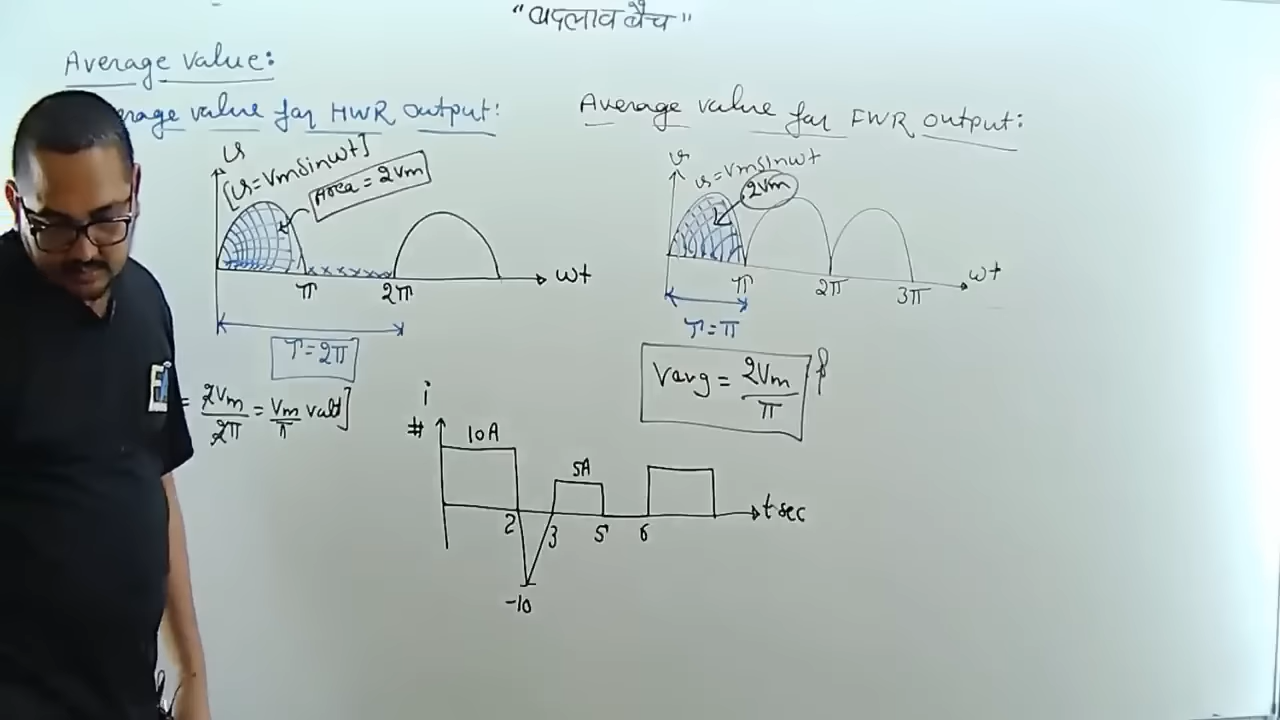 “बदलाव बैच”
Average value:
erage value for HWR output:
v
[v=Vmsinωt]
Area = 2Vm
π
2π
ωt
T=2π
= 2Vm/2π = Vm/π volt]
Average value for FWR output:
v
v=Vmsinωt
2Vm
π
2π
3π
ωt
T=π
Vavg = 2Vm/π
i
#
10A
5A
2
3
5
6
t sec
-10